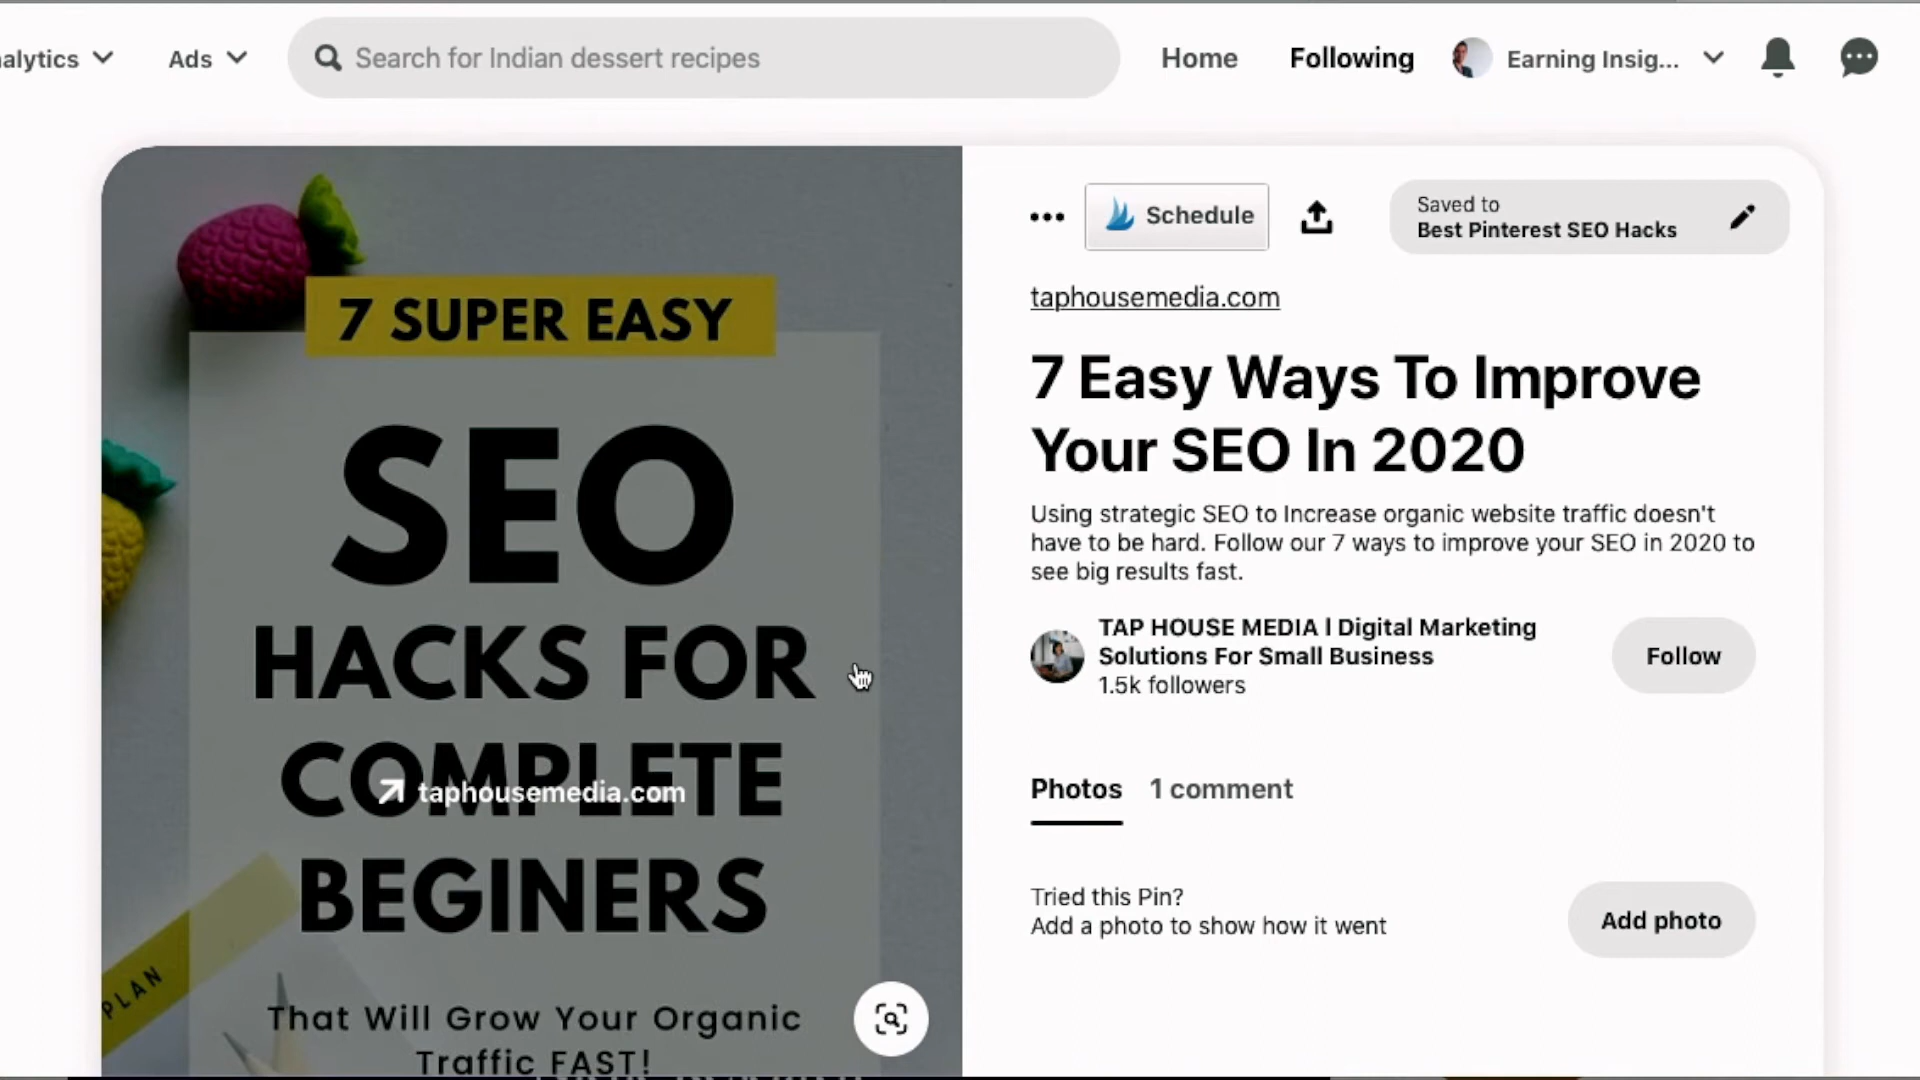 Ads
Search for Indian dessert recipes
Home
Following
Earning Insig...
7 SUPER EASY
SEO
HACKS FOR
COMPLETE
taphousemedia.com
BEGINERS
PLAN
That Will Grow Your Organic
Traffic FAST!
Schedule
Saved to
Best Pinterest SEO Hacks
taphousemedia.com
7 Easy Ways To Improve
Your SEO In 2020
Using strategic SEO to Increase organic website traffic doesn't
have to be hard. Follow our 7 ways to improve your SEO in 2020 to
see big results fast.
TAP HOUSE MEDIA l Digital Marketing
Solutions For Small Business
1.5k followers
Follow
Photos
1 comment
Tried this Pin?
Add a photo to show how it went
Add photo